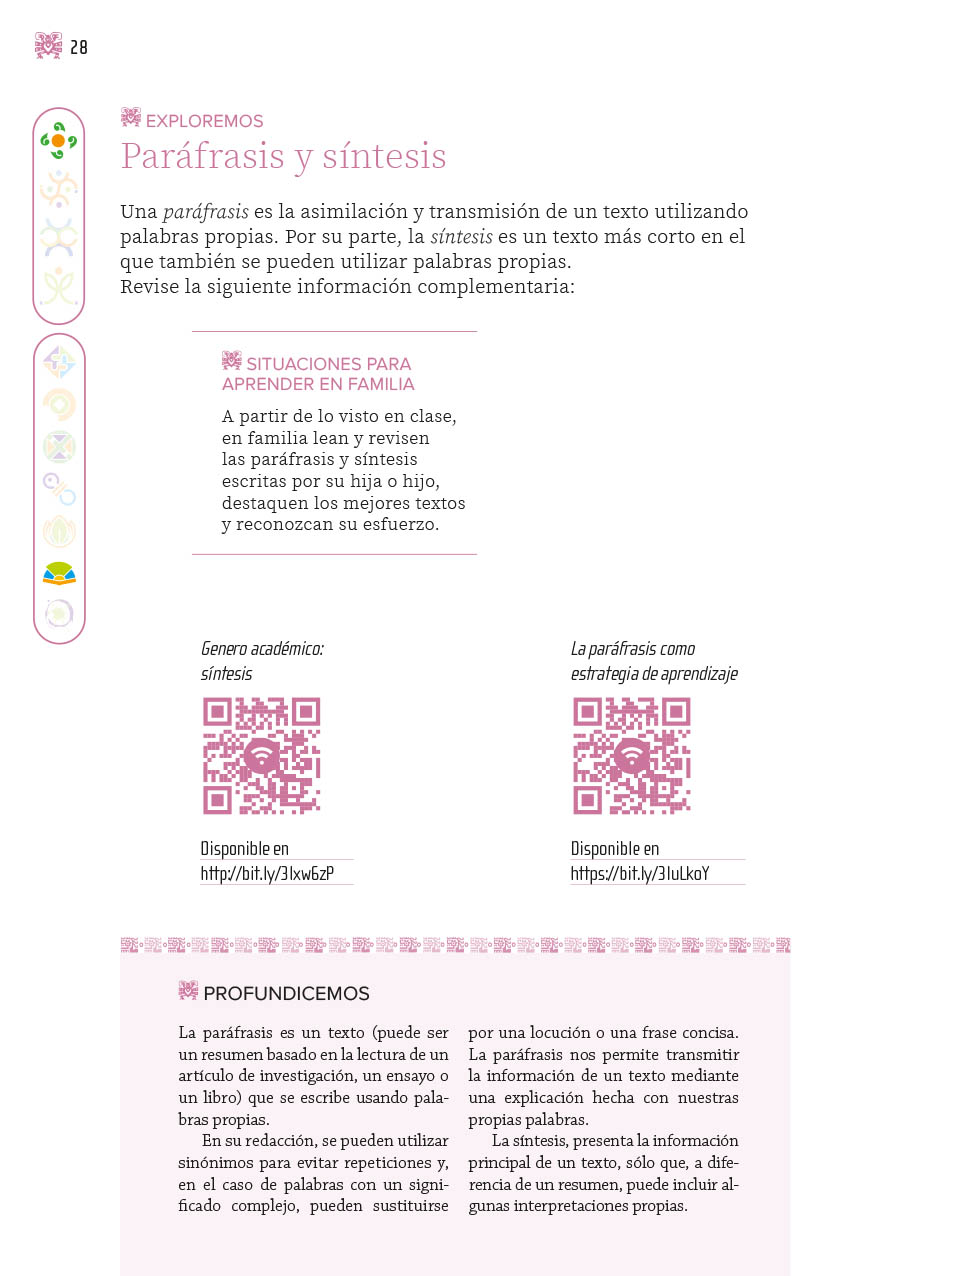 28
EXPLOREMOS
Paráfrasis y síntesis
Una paráfrasis es la asimilación y transmisión de un texto utilizando
palabras propias. Por su parte, la síntesis es un texto más corto en el
que también se pueden utilizar palabras propias.
Revise la siguiente información complementaria:
SITUACIONES PARA
APRENDER EN FAMILIA
A partir de lo visto en clase,
en familia lean y revisen
las paráfrasis y síntesis
escritas por su hija o hijo,
destaquen los mejores textos
y reconozcan su esfuerzo.
Genero académico:
síntesis
Disponible en
http://bit.ly/3Ixw6zP
La paráfrasis como
estrategia de aprendizaje
Disponible en
https://bit.ly/3IuLkoY
PROFUNDICEMOS
La paráfrasis es un texto (puede ser
un resumen basado en la lectura de un
artículo de investigación, un ensayo o
un libro) que se escribe usando pala-
bras propias.
En su redacción, se pueden utilizar
sinónimos para evitar repeticiones y,
en el caso de palabras con un signi-
ficado complejo, pueden sustituirse
por una locución o una frase concisa.
La paráfrasis nos permite transmitir
la información de un texto mediante
una explicación hecha con nuestras
propias palabras.
La síntesis, presenta la información
principal de un texto, sólo que, a dife-
rencia de un resumen, puede incluir al-
gunas interpretaciones propias.